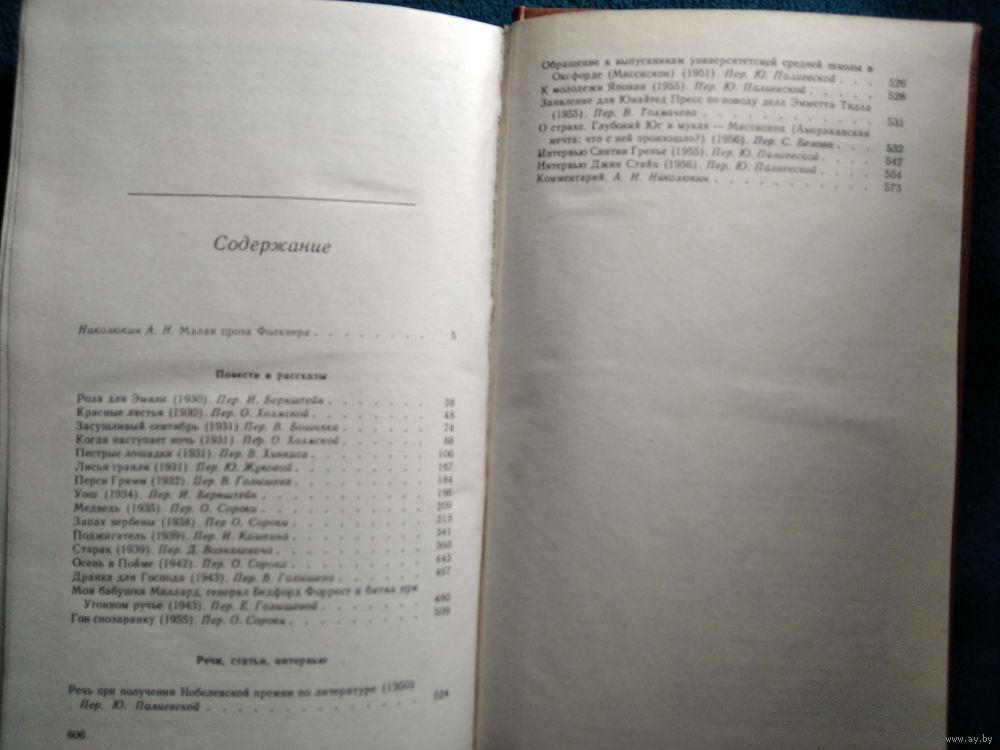 Содержание
Николюкин А. Н. Малая проза Фолкнера . . . . . . . 5
Повести и рассказы
Роза для Эмили (1930). Пер. И. Бернштейн . . . . . . . 38
Красные листья (1930). Пер. О. Холмской . . . . . . . 48
Засушливый сентябрь (1931) Пер. В. Бошняка . . . . . . 74
Когда наступает ночь (1931). Пер. О. Холмской . . . . . 88
Пестрые лошадки (1931). Пер. В. Хинкиса . . . . . . . 106
Лисья травля (1931). Пер. Ю. Жуковой . . . . . . . 167
Перси Гримм (1932). Пер. В. Голышева . . . . . . . 184
Уош (1934). Пер. И. Бернштейн . . . . . . . 196
Медведь (1935). Пер. О. Сороки . . . . . . .
Запах вербены (1938). Пер О. Сороки . . . . . . . 313
Поджигатель (1939). Пер. И. Кашкина . . . . . . . 341
Старик (1939). Пер. Д. Вознякевича . . . . . . . 360
Осень в Пойме (1942). Пер. О. Сороки . . . . . . . 443
Дранка для Господа (1943). Пер. В. Голышева . . . . . . 467
Моя бабушка Миллард, генерал Бедфорд Форрест и битва при
Угонном ручье (1943). Пер. Е. Голышевой . . . . . . 480
Гон спозаранку (1955). Пер. О. Сороки . . . . . . . 509
Речи, статьи, интервью
Речь при получении Нобелевской премии по литературе (1950)
Пер. Ю. Палиевской . . . . . . . 524
606
Обращение к выпускникам университетской средней школы в
Оксфорде (Миссисипи) (1951). Пер. Ю. Палиевской . . . 526
К молодежи Японии (1955). Пер. Ю. Палиевской . . . . 528
Заявление для Юнайтед Пресс по поводу дела Эмметта Тилла
(1955). Пер. В. Толмачева . . . . . . . 531
О страхе. Глубокий Юг в муках — Миссисипи (Американская
мечта: что с ней произошло?) (1956). Пер. С. Белова . . 532
Интервью Синтии Гренье (1955). Пер. Ю. Палиевской . . . 542
Интервью Джин Стайн (1956). Пер. Ю. Палиевской . . . 554
Комментарий. А. Н. Николюкин . . . . . . . 573
www.ay.by